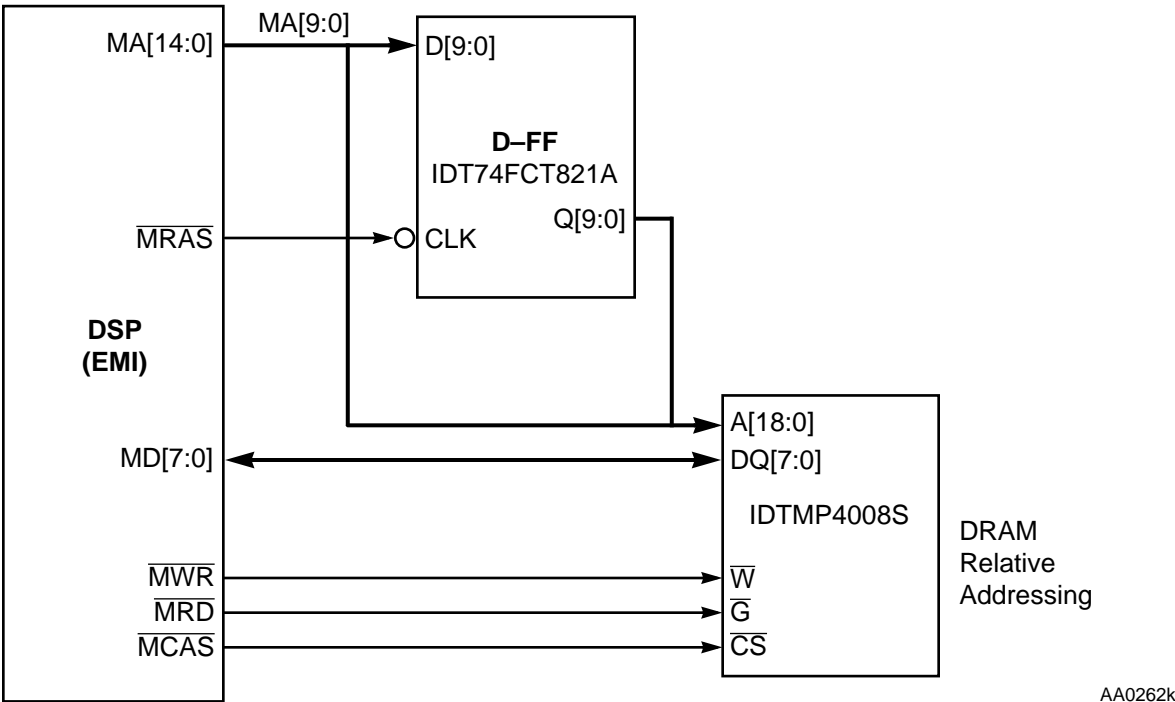 MA[14:0]
MA[9:0]
D[9:0]
D–FF
IDT74FCT821A
Q[9:0]
MRAS
CLK
DSP
(EMI)
A[18:0]
MD[7:0]
DQ[7:0]
IDTMP4008S
DRAM
Relative
Addressing
MWR
W
MRD
G
MCAS
CS
AA0262k